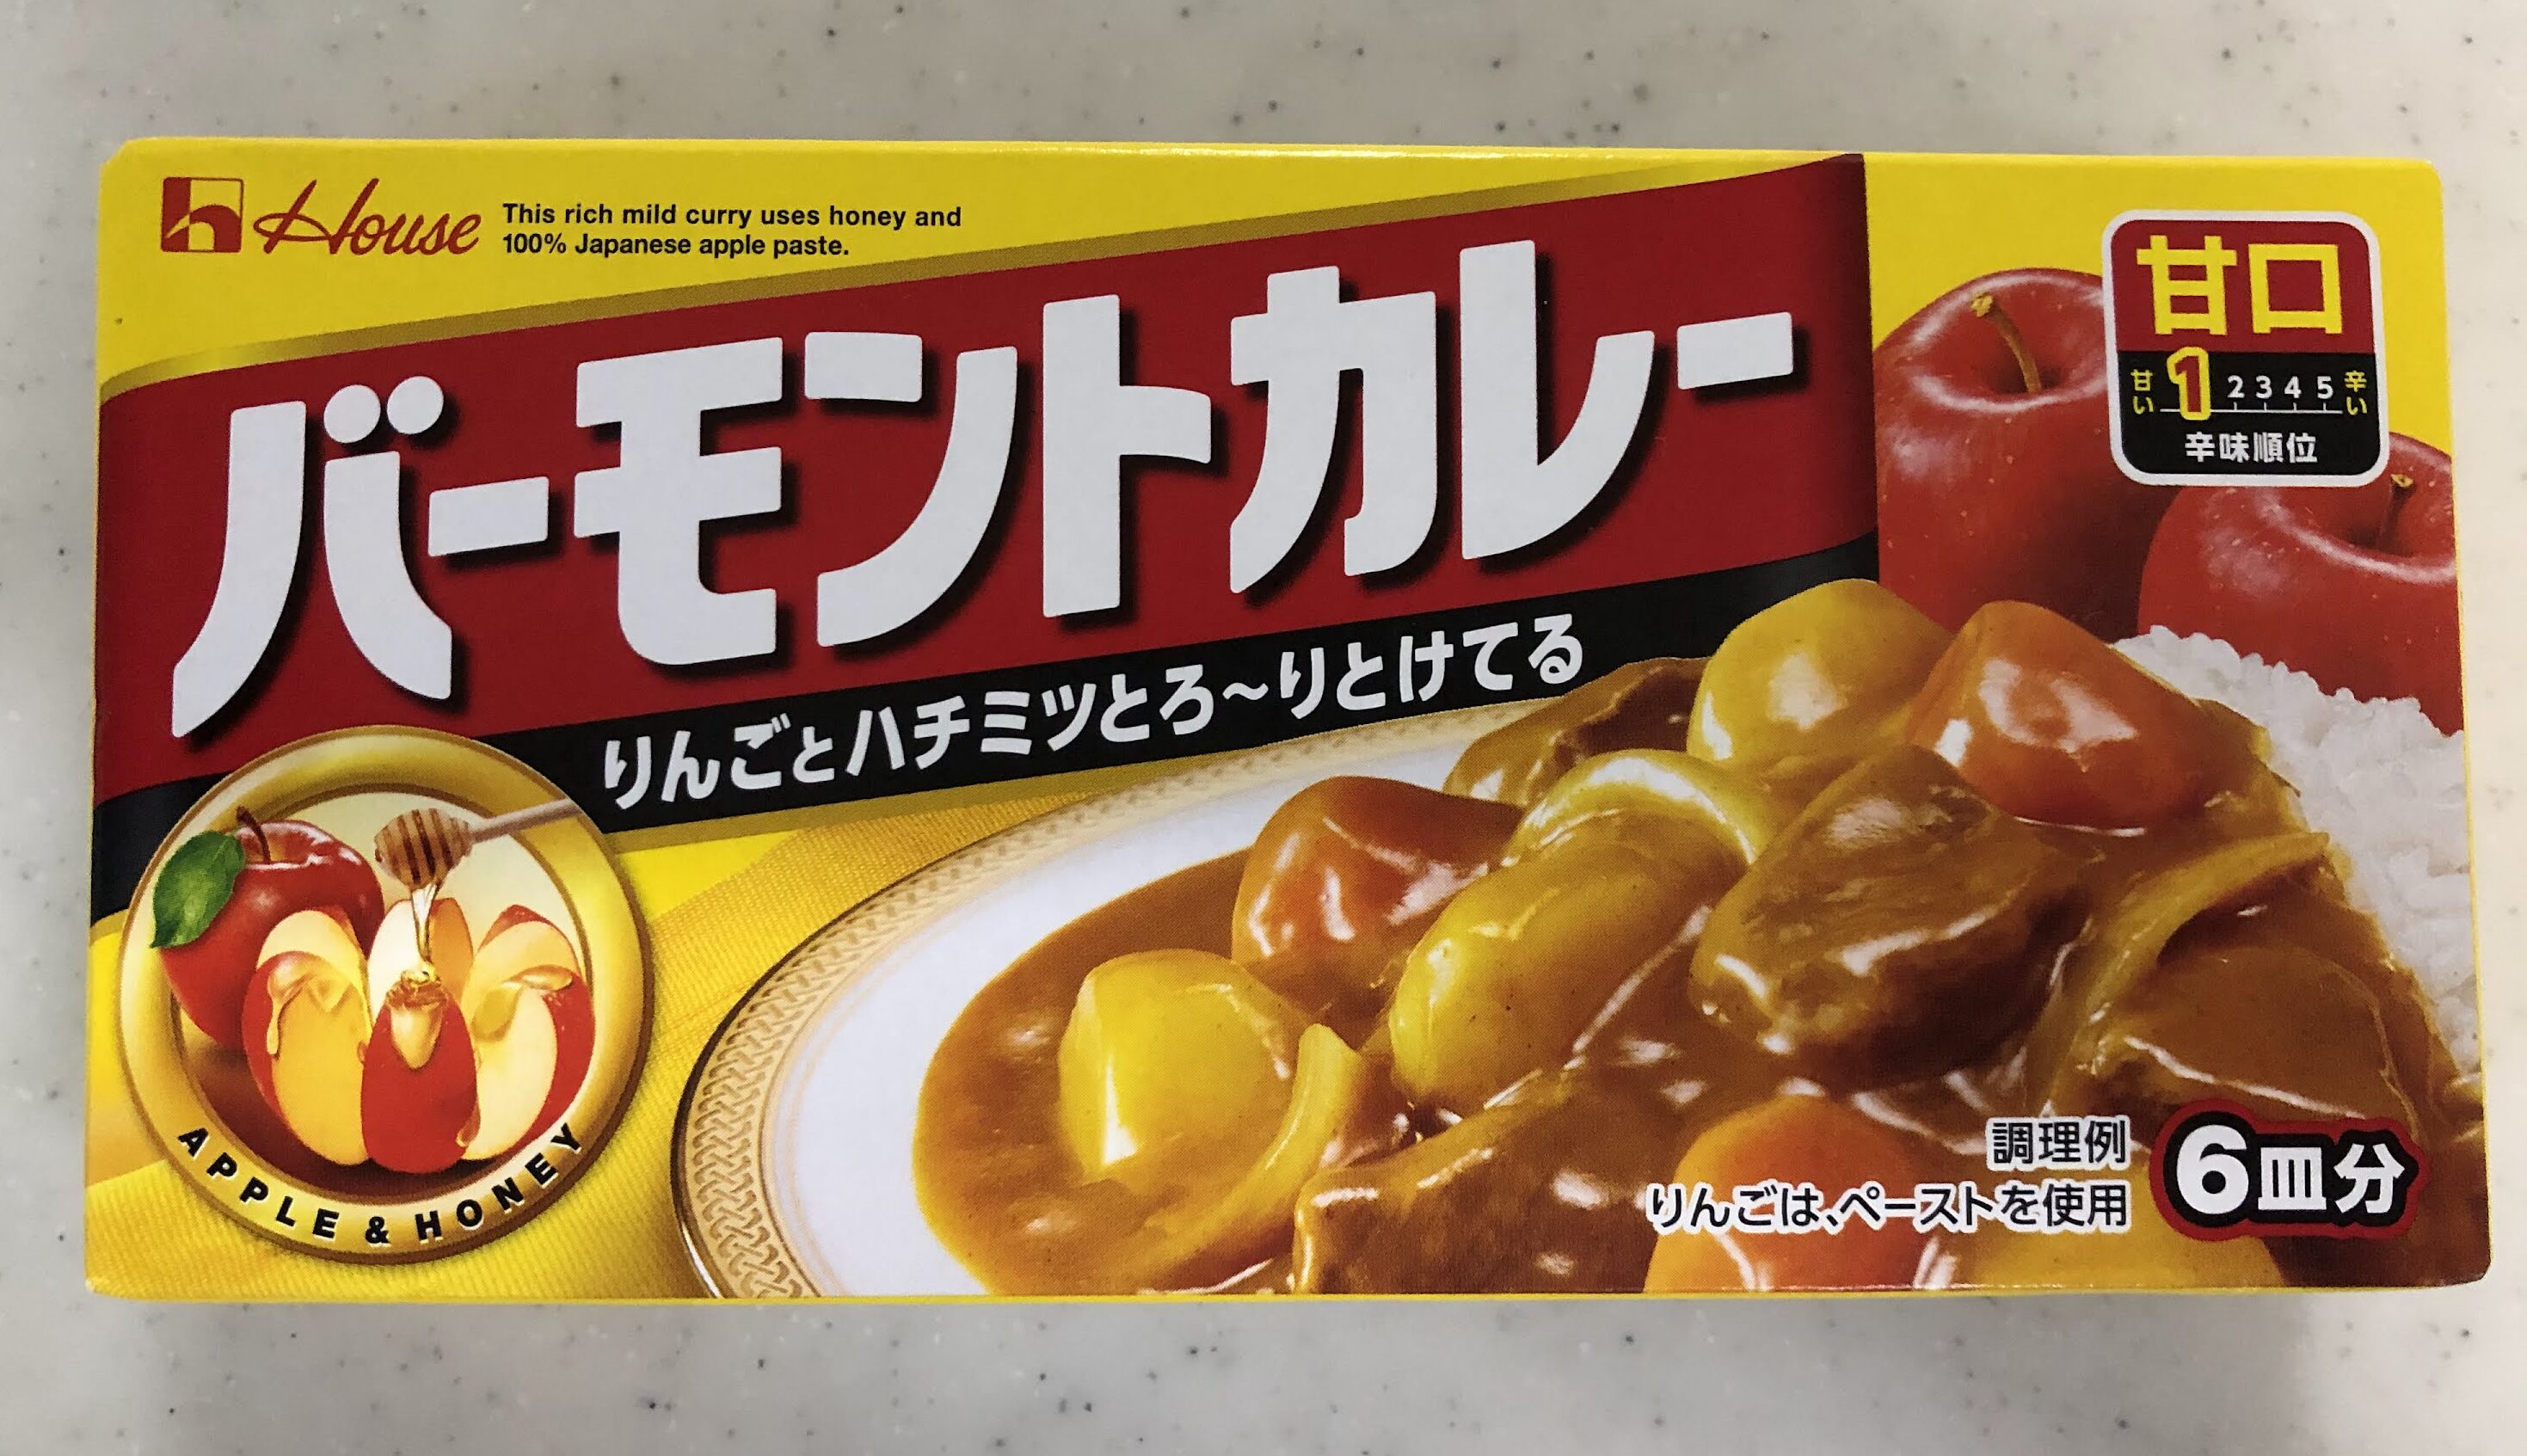 House
This rich mild curry uses honey and
100% Japanese apple paste.
バーモントカレー
りんごとハチミツとろ~りとけてる
甘口
甘い 1 2 3 4 5 辛い
辛味順位
APPLE & HONEY
調理例
りんごは、ペーストを使用
6皿分